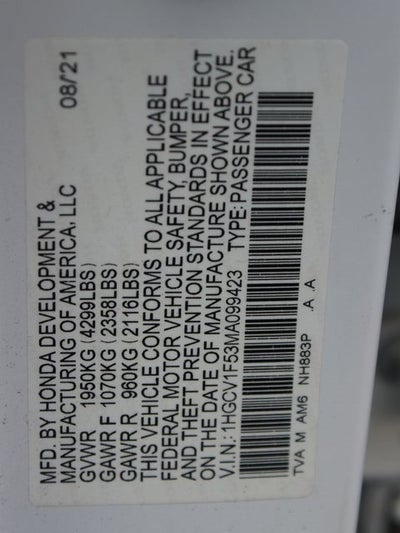 MFD. BY HONDA DEVELOPMENT & 08/21
MANUFACTURING OF AMERICA, LLC
GVWR 1950KG (4299LBS)
GAWR F 1070KG (2358LBS)
GAWR R 960KG (2116LBS)
THIS VEHICLE CONFORMS TO ALL APPLICABLE
FEDERAL MOTOR VEHICLE SAFETY, BUMPER,
AND THEFT PREVENTION STANDARDS IN EFFECT
ON THE DATE OF MANUFACTURE SHOWN ABOVE.
V.I.N.: 1HGCV1F53MA099423 TYPE: PASSENGER CAR
TVA M AM6 NH883P .A .A